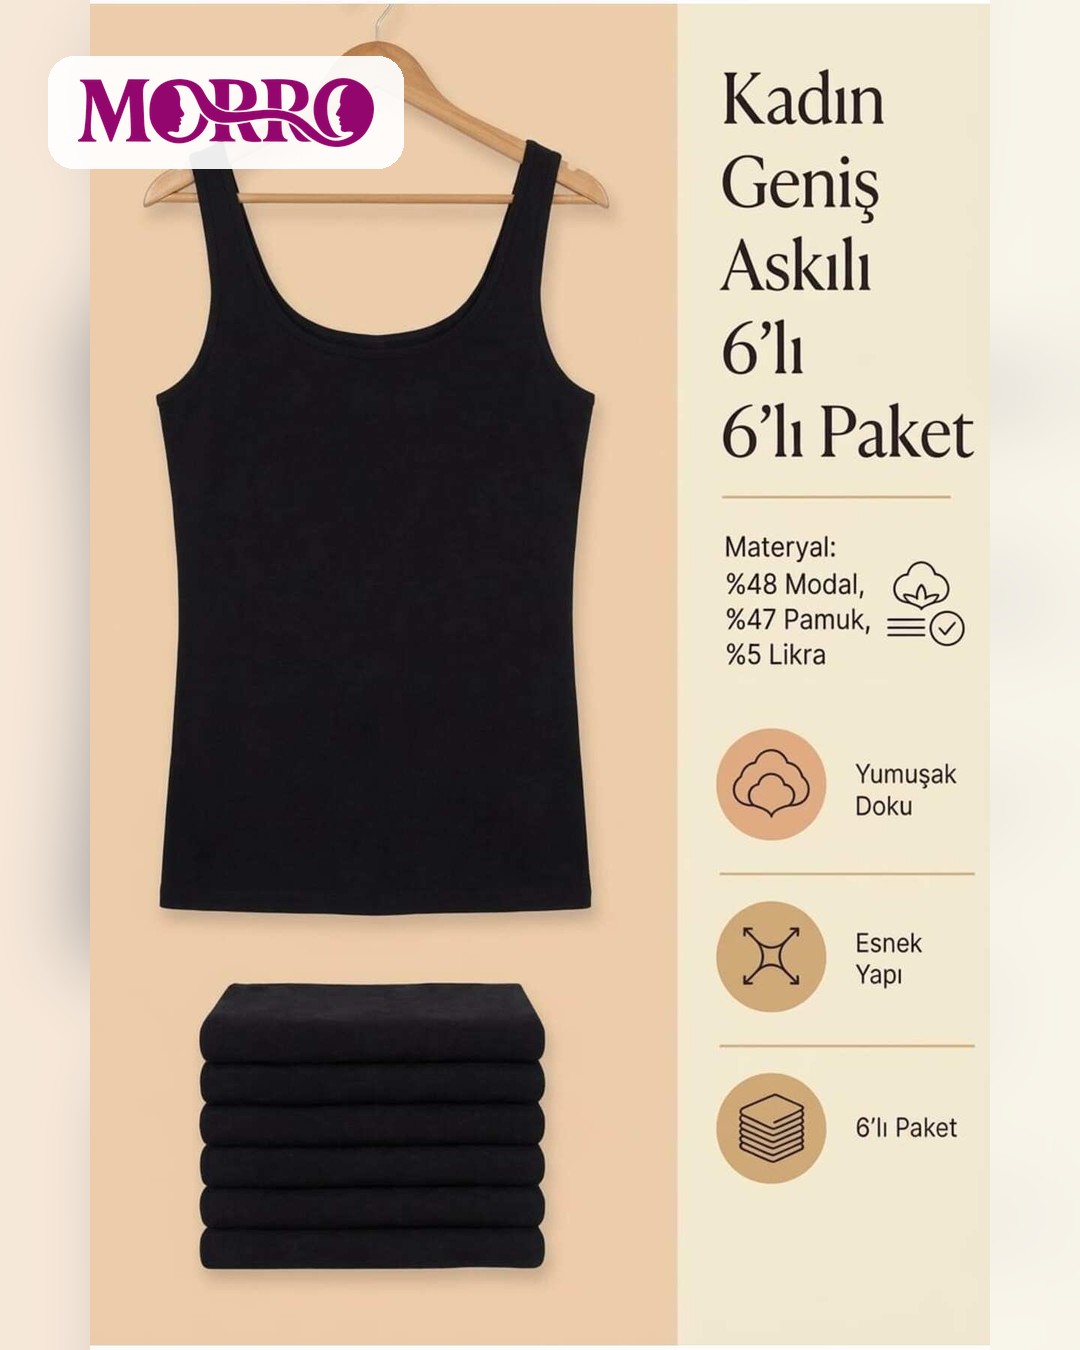 MORRO
Kadın
Geniş
Askılı
6’lı
6’lı Paket
Materyal:
%48 Modal,
%47 Pamuk,
%5 Likra
Yumuşak
Doku
Esnek
Yapı
6’lı Paket